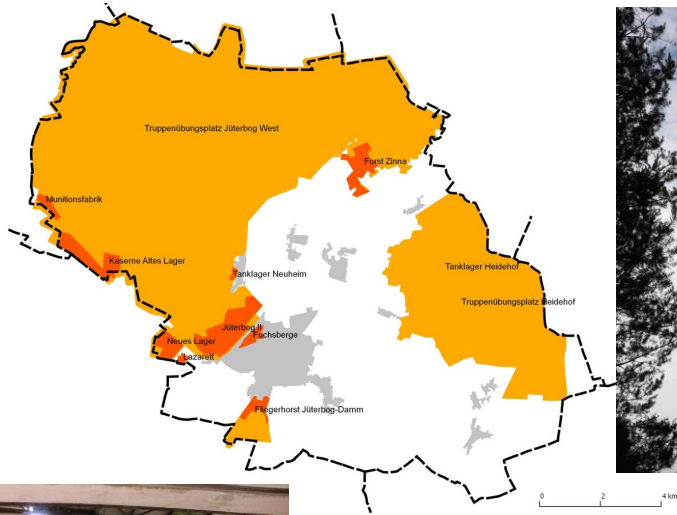 Truppenübungsplatz Jüterbog West
Forst Zinna
Munitionsfabrik
Kaserne Altes Lager
Tanklager Neuheim
Tanklager Heidehof
Truppenübungsplatz Heidehof
Jüterbog II
Fuchsberge
Neues Lager
Lazarett
Fliegerhorst Jüterbog-Damm
0 2 4 km